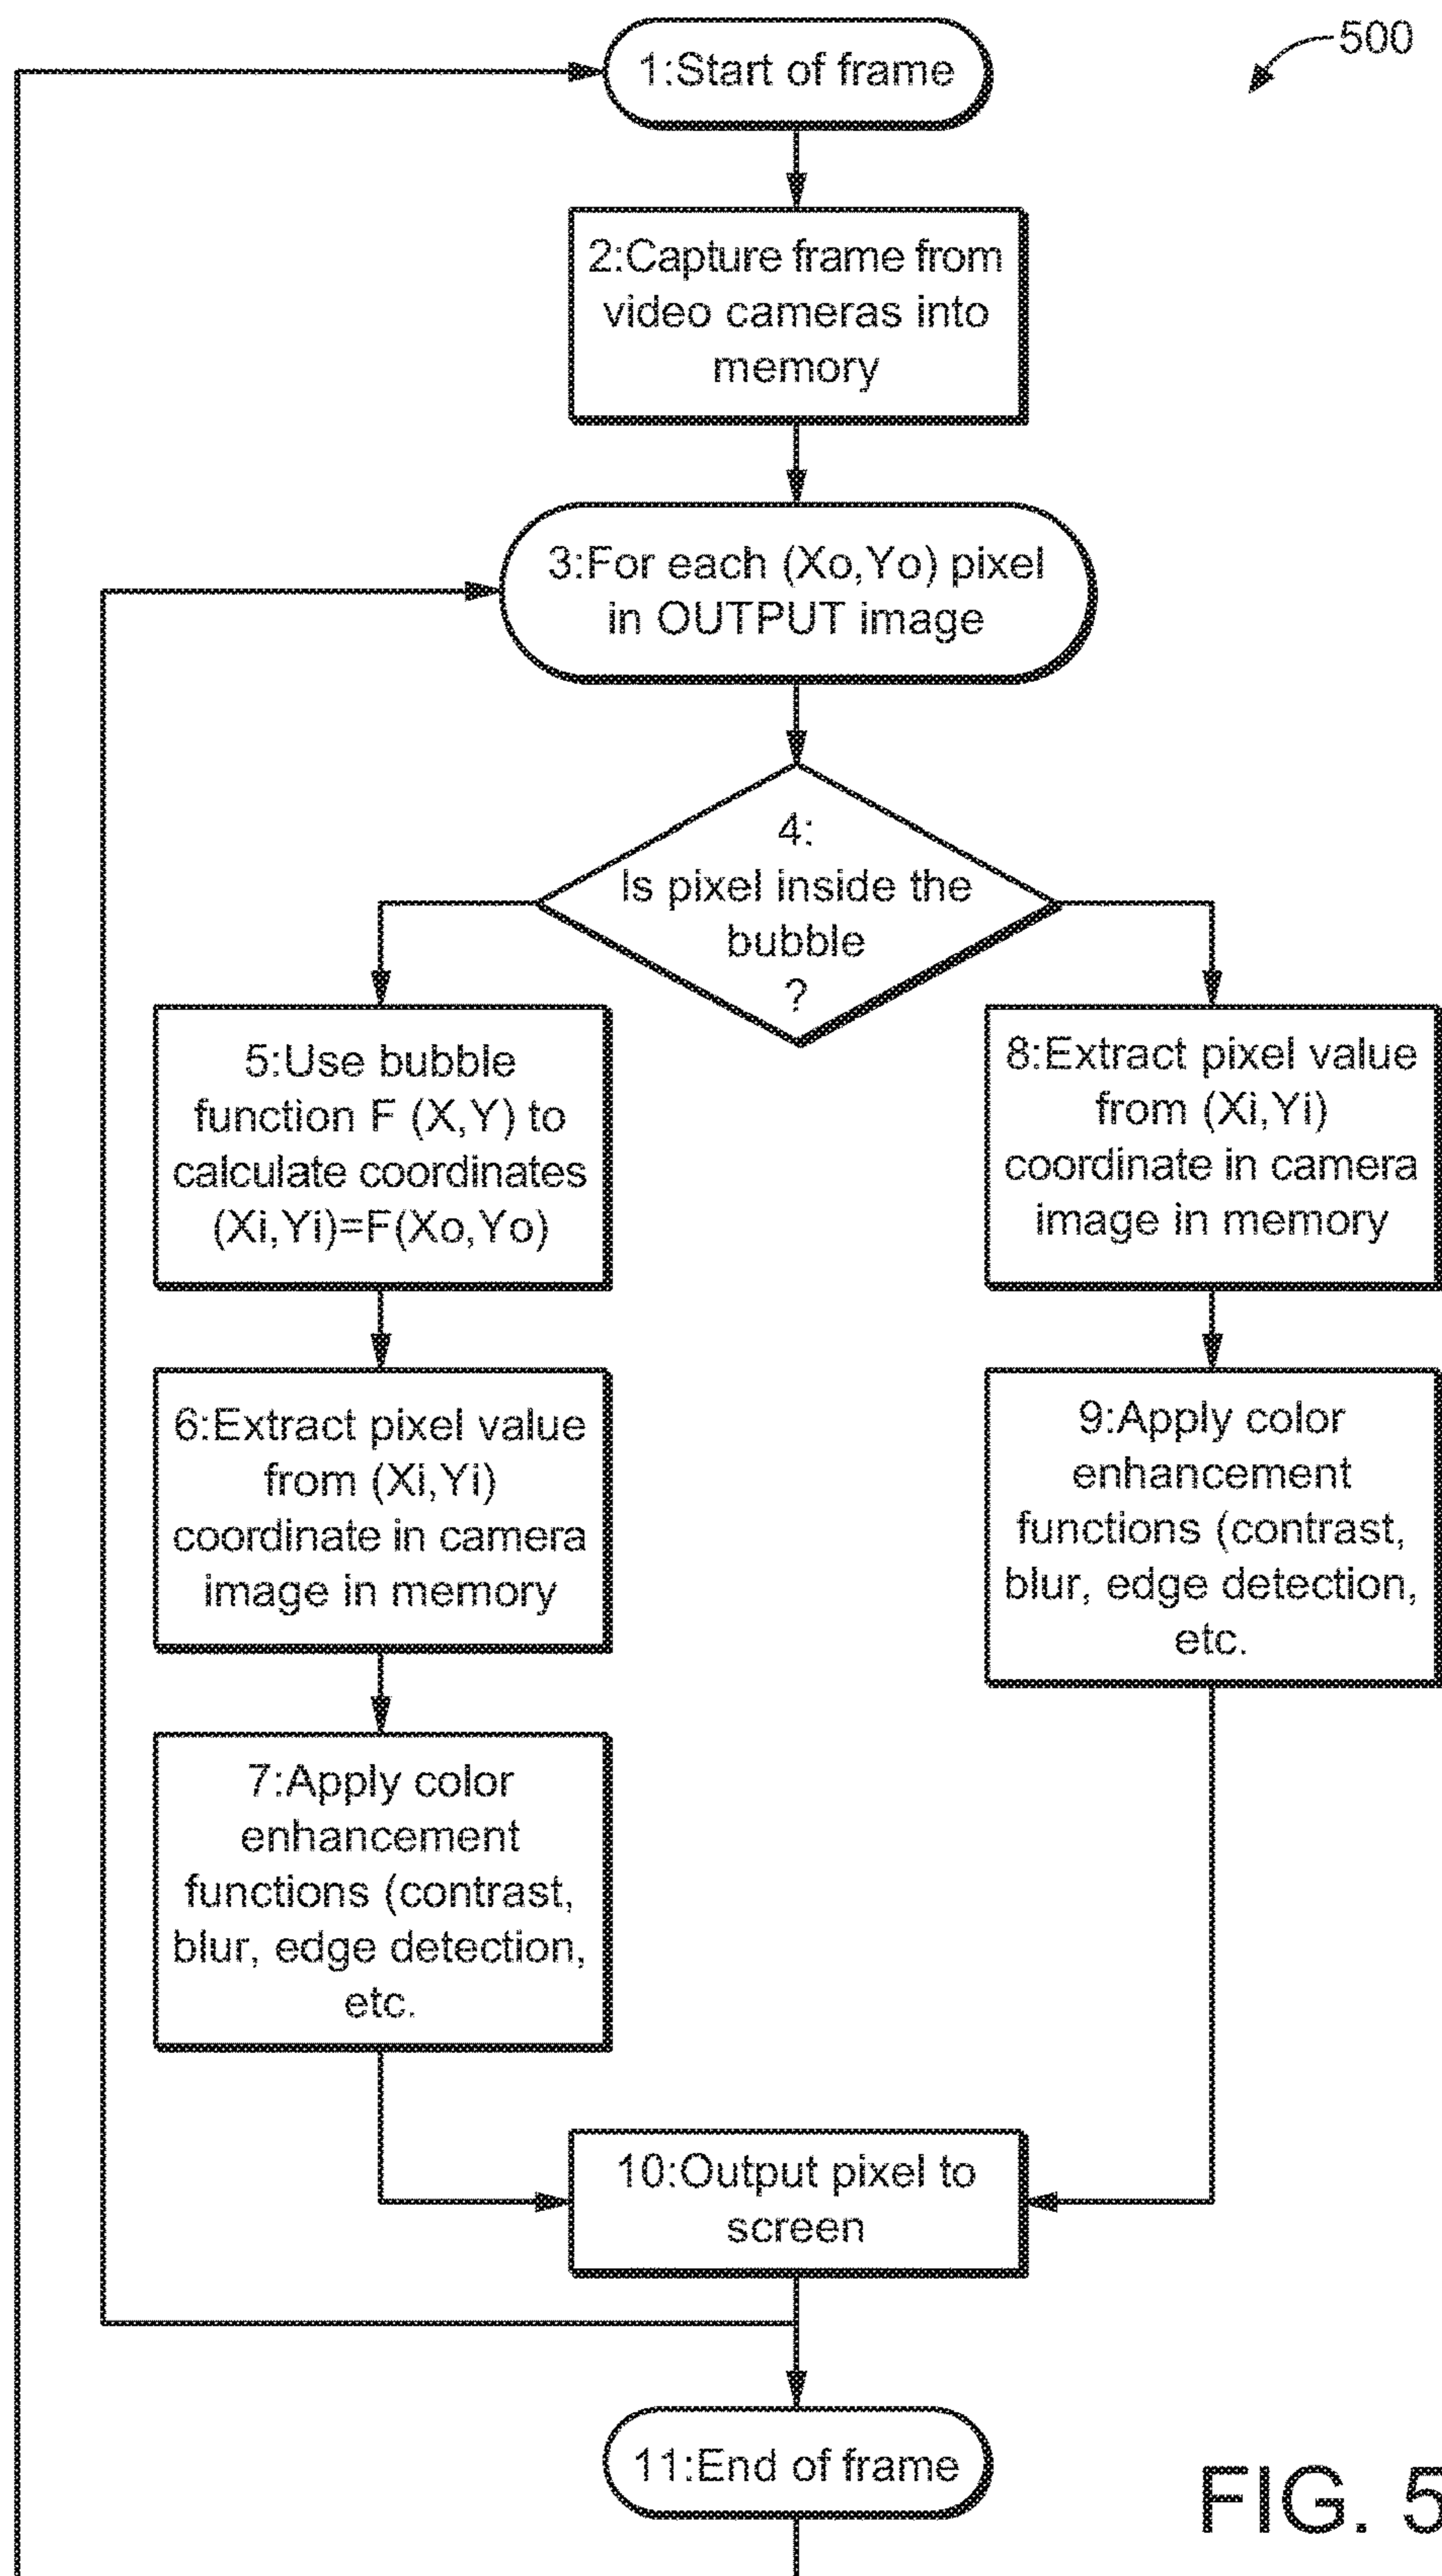 500
1:Start of frame
2:Capture frame from
video cameras into
memory
3:For each (Xo,Yo) pixel
in OUTPUT image
4:
Is pixel inside the
bubble
?
5:Use bubble
function F (X,Y) to
calculate coordinates
(Xi,Yi)=F(Xo,Yo)
6:Extract pixel value
from (Xi,Yi)
coordinate in camera
image in memory
7:Apply color
enhancement
functions (contrast,
blur, edge detection,
etc.
8:Extract pixel value
from (Xi,Yi)
coordinate in camera
image in memory
9:Apply color
enhancement
functions (contrast,
blur, edge detection,
etc.
10:Output pixel to
screen
11:End of frame
FIG. 5